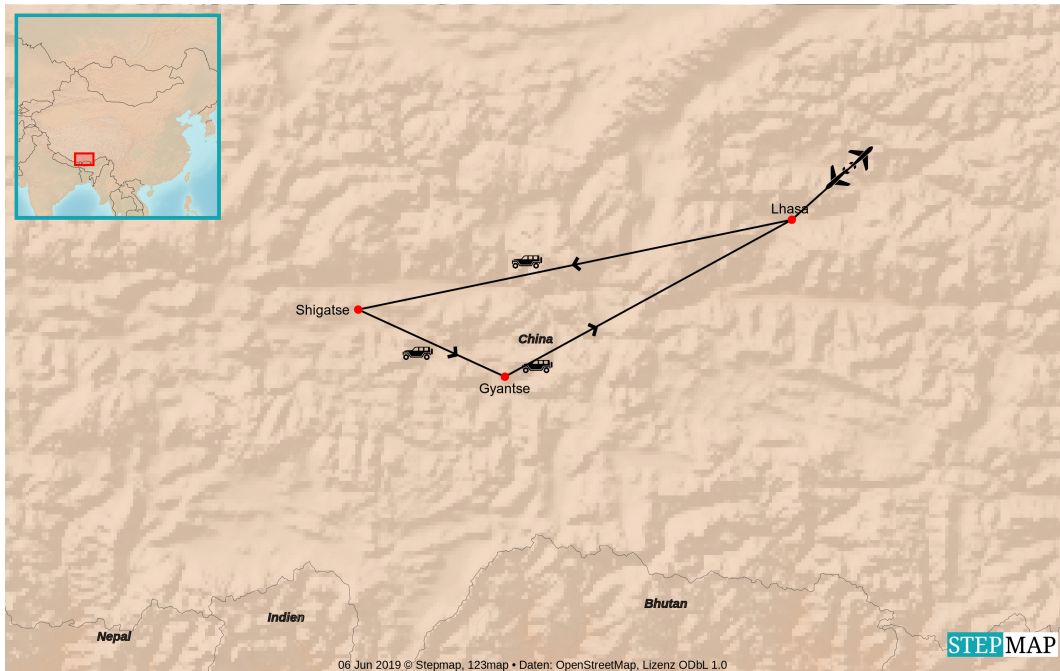 Lhasa
Shigatse
China
Gyantse
Bhutan
Indien
Nepal
STEPMAP
06 Jun 2019 © Stepmap, 123map • Daten: OpenStreetMap, Lizenz ODbL 1.0